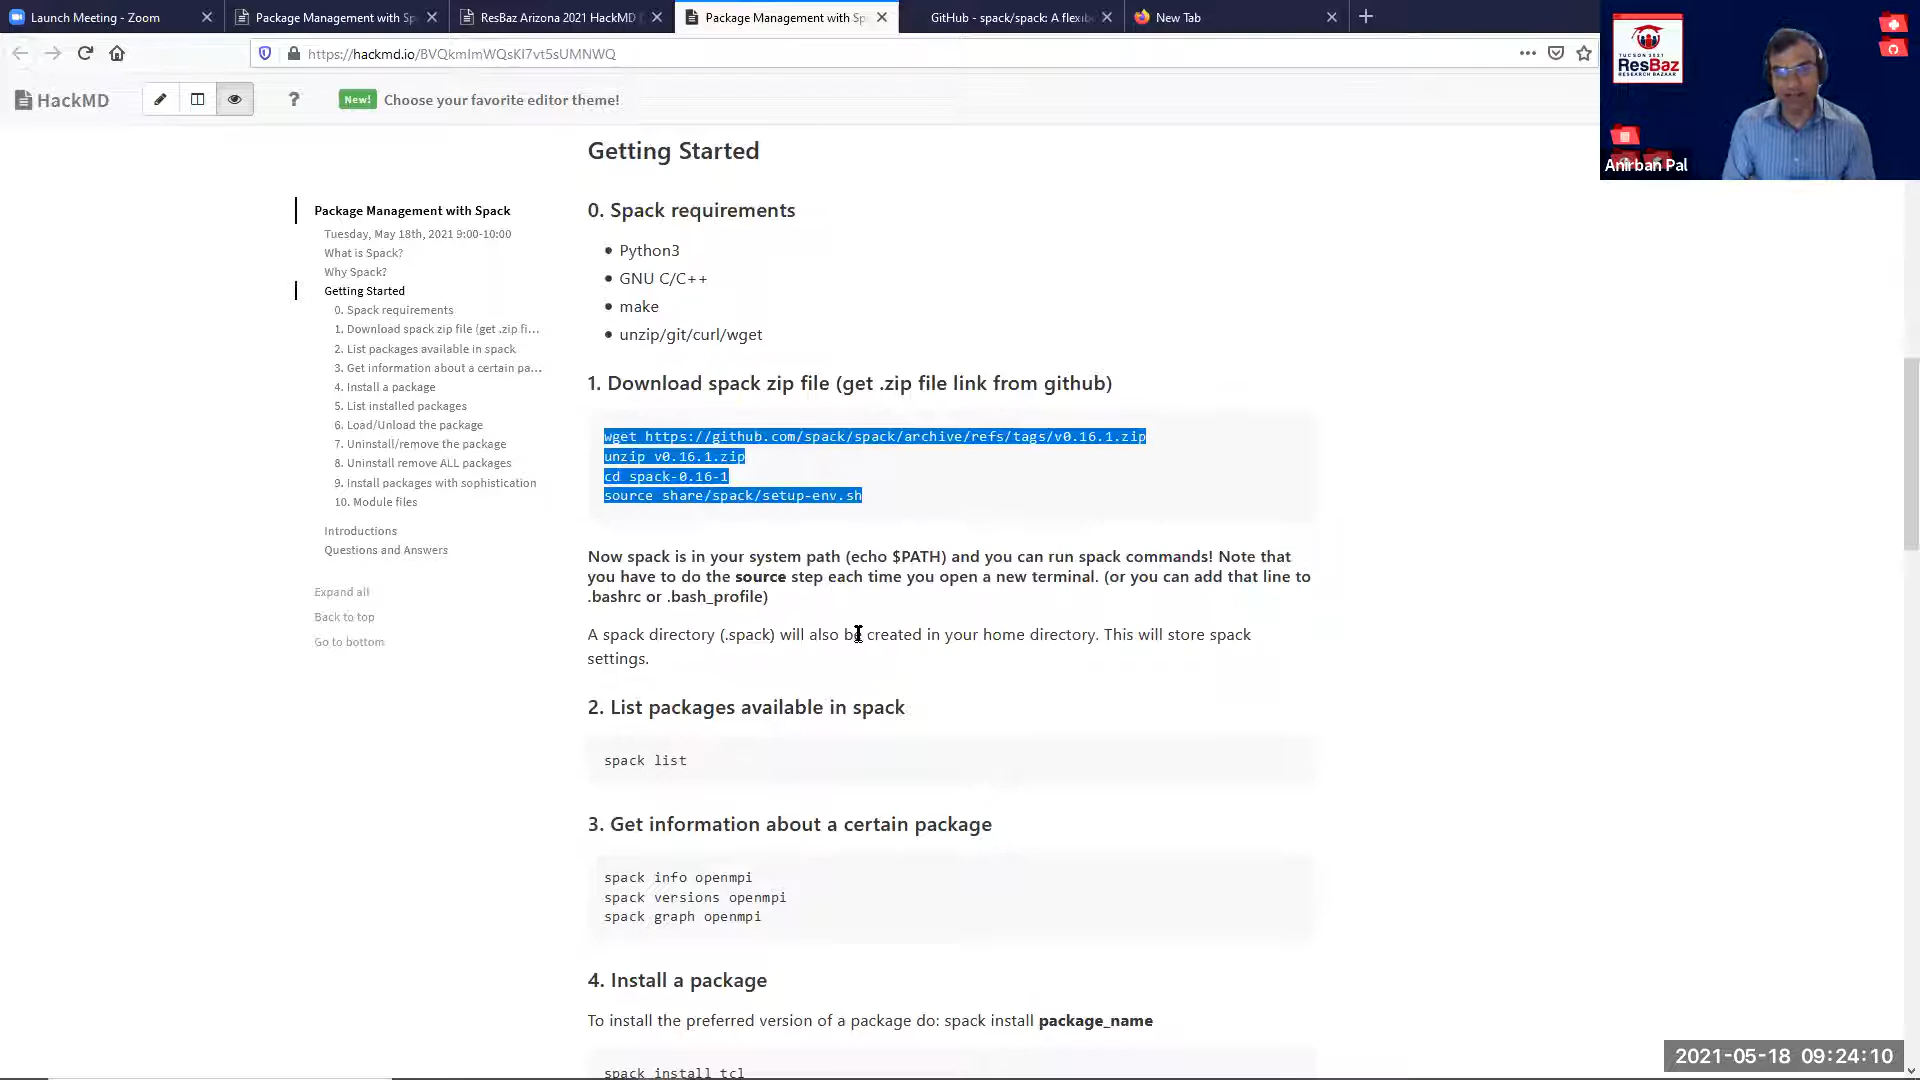 Launch Meeting - Zoom
Package Management with Sp
ResBaz Arizona 2021 HackMD
Package Management with Sp
GitHub - spack/spack: A flexib
New Tab
https://hackmd.io/BVQkmImWQsKI7vt5sUMNWQ
HackMD
?
New!
Choose your favorite editor theme!
TUCSON 2021
ResBaz
RESEARCH BAZAAR
Anirban Pal
Package Management with Spack
Tuesday, May 18th, 2021 9:00-10:00
What is Spack?
Why Spack?
Getting Started
0. Spack requirements
1. Download spack zip file (get .zip fi...
2. List packages available in spack
3. Get information about a certain pa...
4. Install a package
5. List installed packages
6. Load/Unload the package
7. Uninstall/remove the package
8. Uninstall remove ALL packages
9. Install packages with sophistication
10. Module files
Introductions
Questions and Answers
Expand all
Back to top
Go to bottom
Getting Started
0. Spack requirements
Python3
GNU C/C++
make
unzip/git/curl/wget
1. Download spack zip file (get .zip file link from github)
wget https://github.com/spack/spack/archive/refs/tags/v0.16.1.zip
unzip v0.16.1.zip
cd spack-0.16-1
source share/spack/setup-env.sh
Now spack is in your system path (echo $PATH) and you can run spack commands! Note that
you have to do the source step each time you open a new terminal. (or you can add that line to
.bashrc or .bash_profile)
A spack directory (.spack) will also be created in your home directory. This will store spack
settings.
2. List packages available in spack
spack list
3. Get information about a certain package
spack info openmpi
spack versions openmpi
spack graph openmpi
4. Install a package
To install the preferred version of a package do: spack install package_name
spack install tcl
2021-05-18 09:24:10